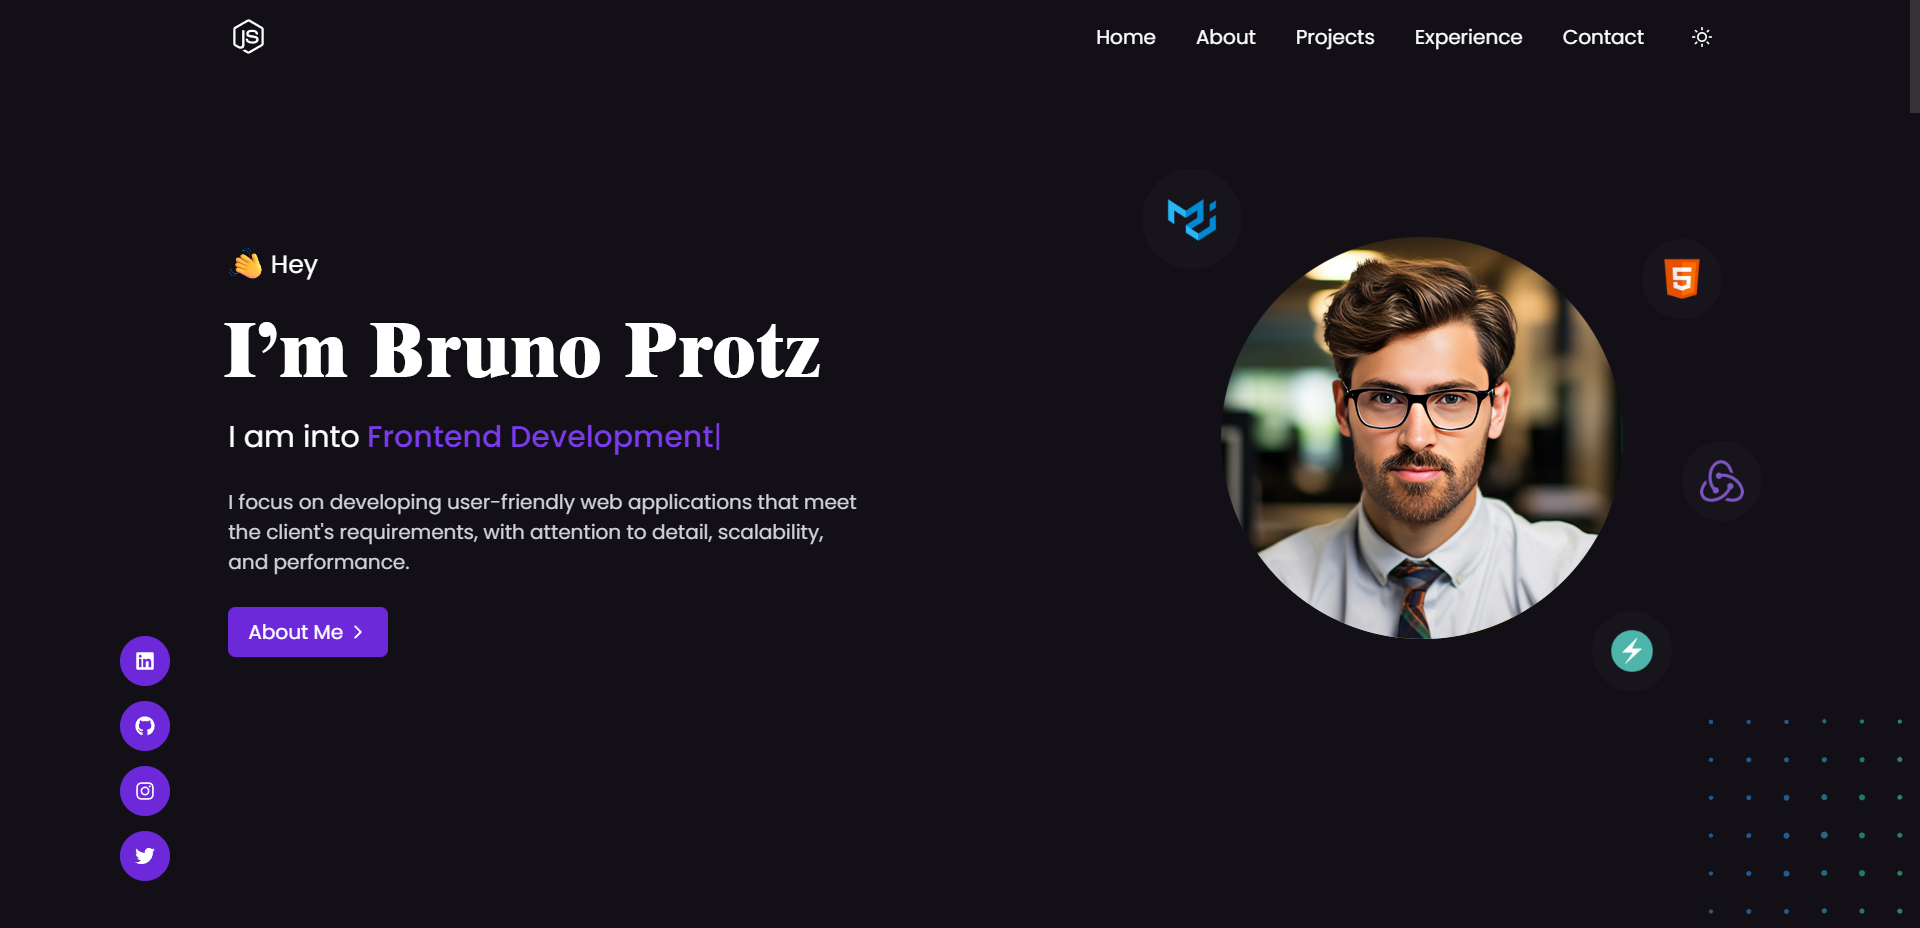 JS
Home About Projects Experience Contact
👋 Hey
I’m Bruno Protz
I am into Frontend Development|
I focus on developing user-friendly web applications that meet
the client's requirements, with attention to detail, scalability,
and performance.
About Me >
5
in